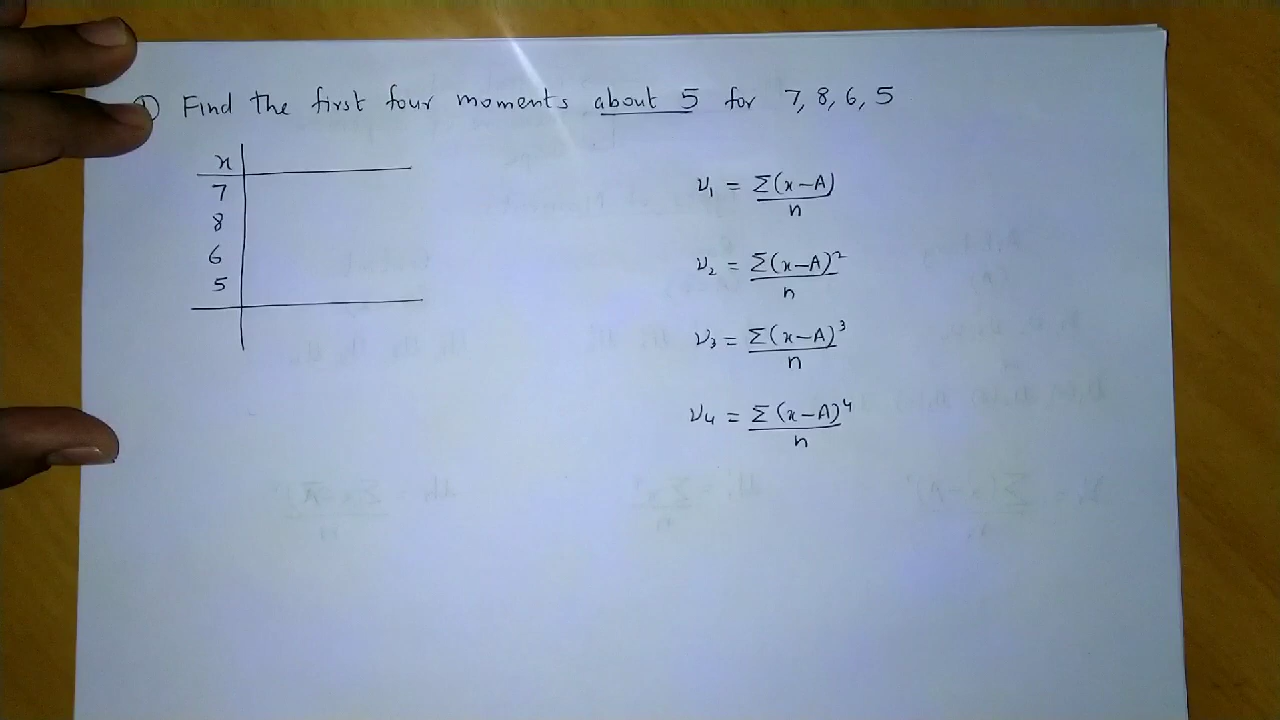 1) Find the first four moments about 5 for 7, 8, 6, 5
x
7
8
6
5
ν₁ = Σ(x-A)/n
ν₂ = Σ(x-A)²/n
ν₃ = Σ(x-A)³/n
ν₄ = Σ(x-A)⁴/n